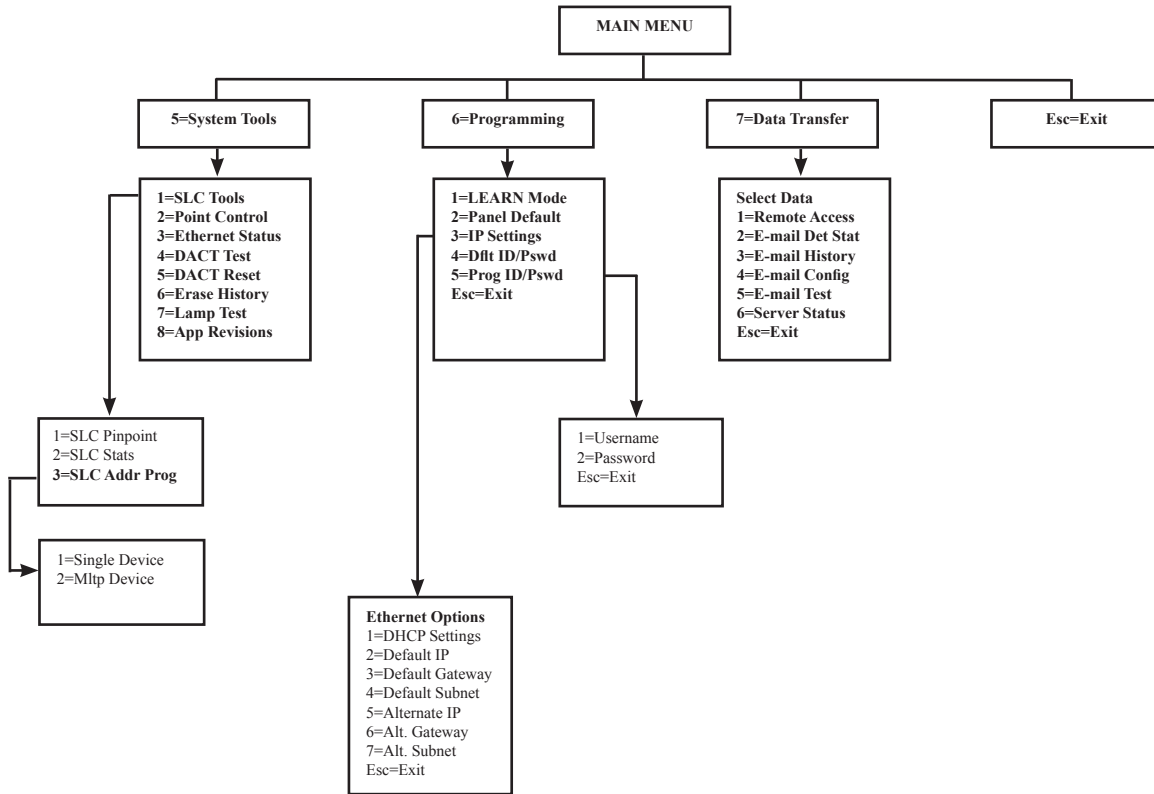 MAIN MENU
5=System Tools
6=Programming
7=Data Transfer
Esc=Exit
1=SLC Tools
2=Point Control
3=Ethernet Status
4=DACT Test
5=DACT Reset
6=Erase History
7=Lamp Test
8=App Revisions
1=LEARN Mode
2=Panel Default
3=IP Settings
4=Dflt ID/Pswd
5=Prog ID/Pswd
Esc=Exit
Select Data
1=Remote Access
2=E-mail Det Stat
3=E-mail History
4=E-mail Config
5=E-mail Test
6=Server Status
Esc=Exit
1=SLC Pinpoint
2=SLC Stats
3=SLC Addr Prog
1=Username
2=Password
Esc=Exit
1=Single Device
2=Mltp Device
Ethernet Options
1=DHCP Settings
2=Default IP
3=Default Gateway
4=Default Subnet
5=Alternate IP
6=Alt. Gateway
7=Alt. Subnet
Esc=Exit